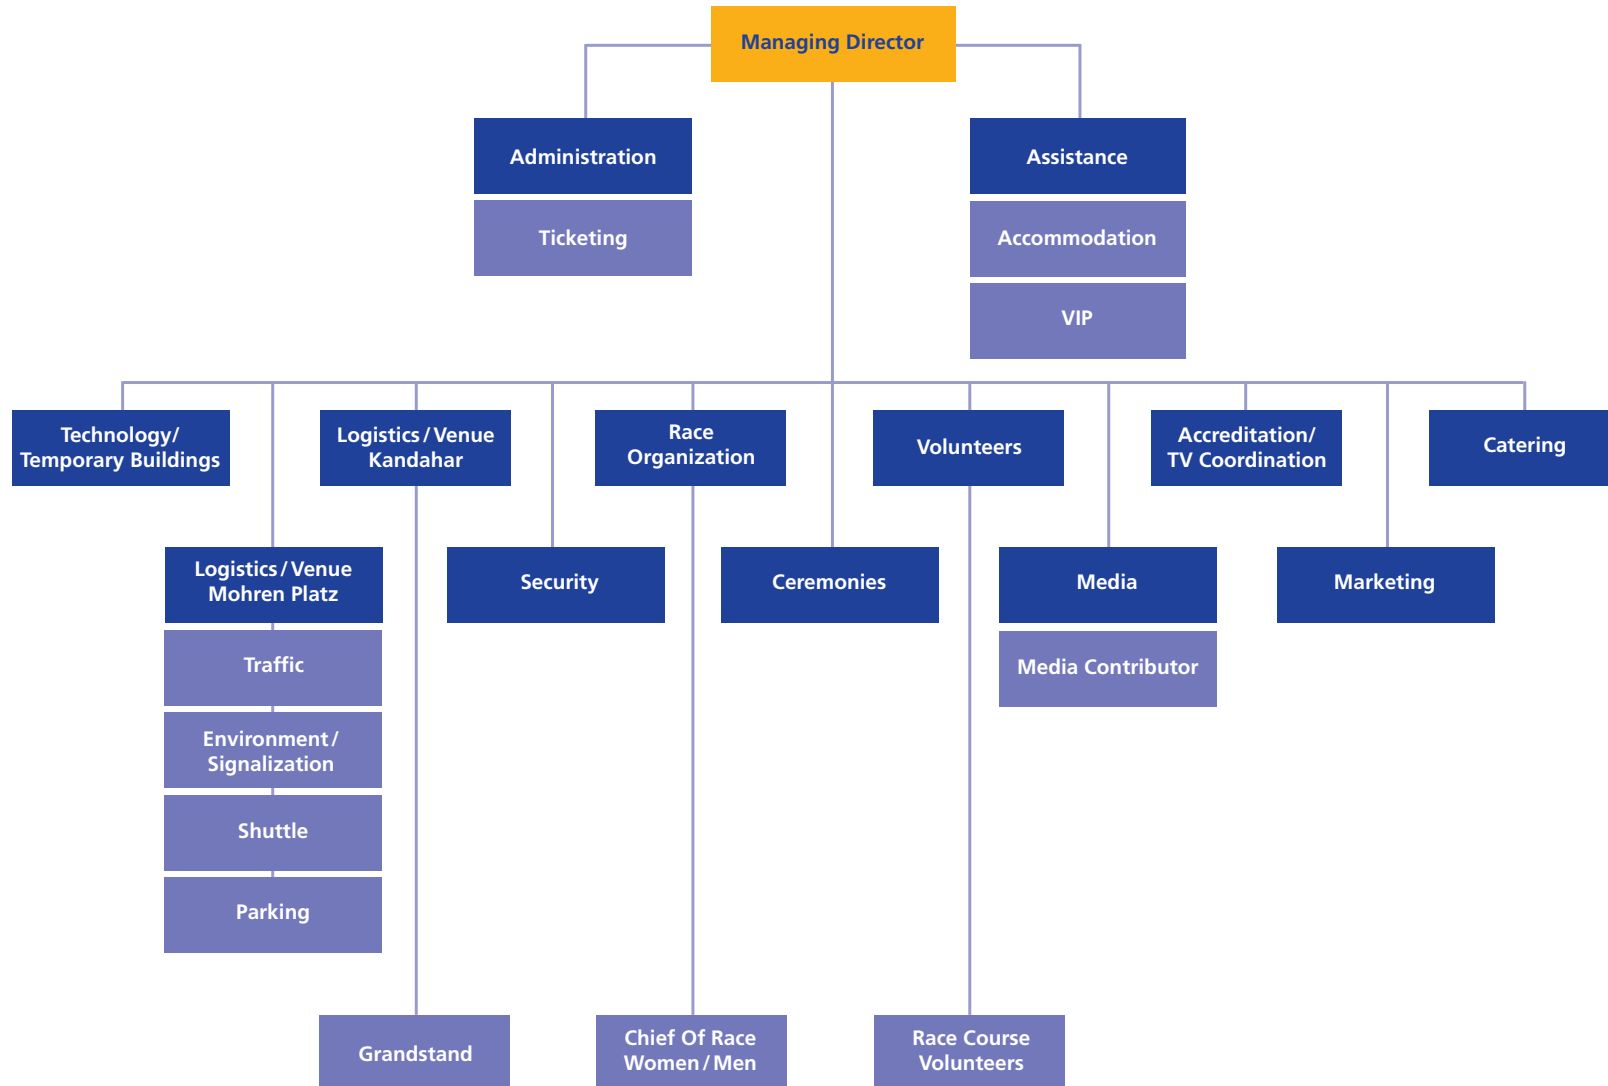 Managing Director
Administration
Assistance
Ticketing
Accommodation
VIP
Technology/
Temporary Buildings
Logistics / Venue
Kandahar
Race
Organization
Volunteers
Accreditation/
TV Coordination
Catering
Logistics / Venue
Mohren Platz
Security
Ceremonies
Media
Marketing
Traffic
Media Contributor
Environment /
Signalization
Shuttle
Parking
Grandstand
Chief Of Race
Women / Men
Race Course
Volunteers